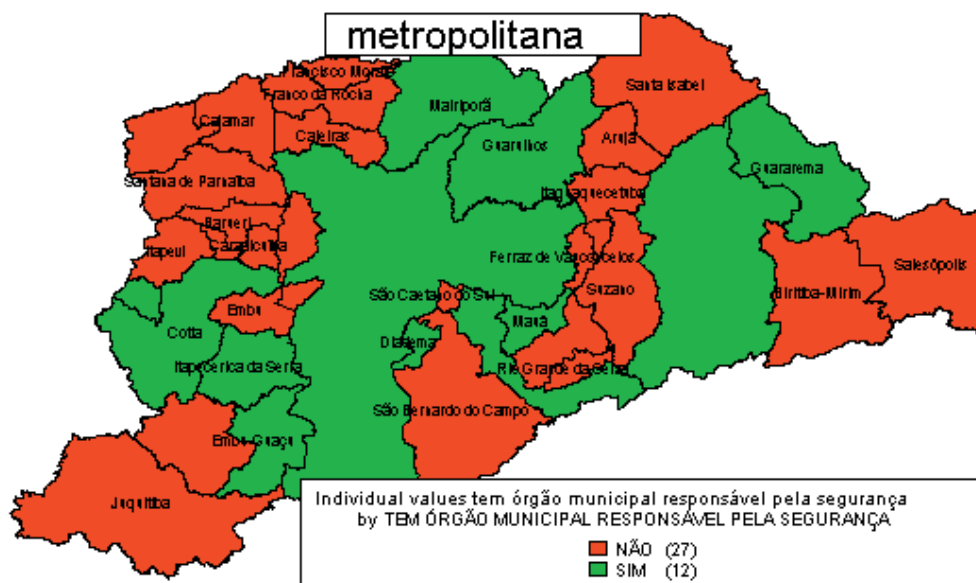 metropolitana
Francisco Morato
Franco da Rocha
Santa Isabel
Mairiporã
Cajamar
Caieiras
Arujá
Guarulhos
Guararema
Santana de Parnaíba
Itaquaquecetuba
Barueri
Carapicuíba
Itapevi
Ferraz de Vasconcelos
Salesópolis
Suzano
Biritiba-Mirim
São Caetano do Sul
Embu
Mauá
Cotia
Diadema
Itapecerica da Serra
Rio Grande da Serra
São Bernardo do Campo
Embu-Guaçu
Juquitiba
Individual values tem órgão municipal responsável pela segurança
by TEM ÓRGÃO MUNICIPAL RESPONSÁVEL PELA SEGURANÇA
NÃO (27)
SIM (12)